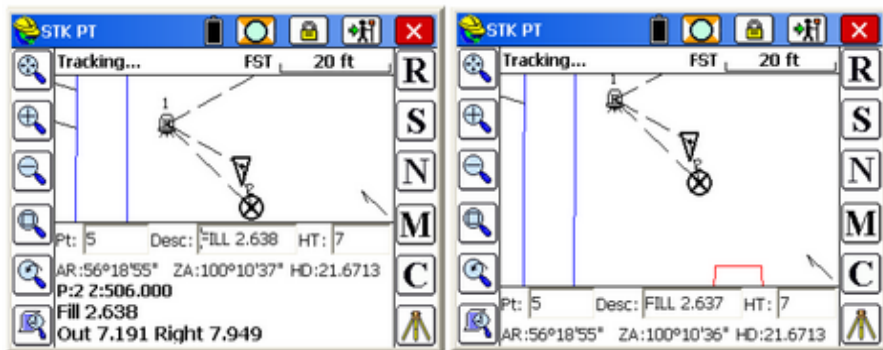 STK PT
Tracking... FST 20 ft
1
R
S
N
M
C
Pt: 5 Desc: FILL 2.638 HT: 7
AR:56°18'55" ZA:100°10'37" HD:21.6713
P:2 Z:506.000
Fill 2.638
Out 7.191 Right 7.949
STK PT
Tracking... FST 20 ft
1
R
S
N
M
C
Pt: 5 Desc: FILL 2.637 HT: 7
AR:56°18'55" ZA:100°10'36" HD:21.6713